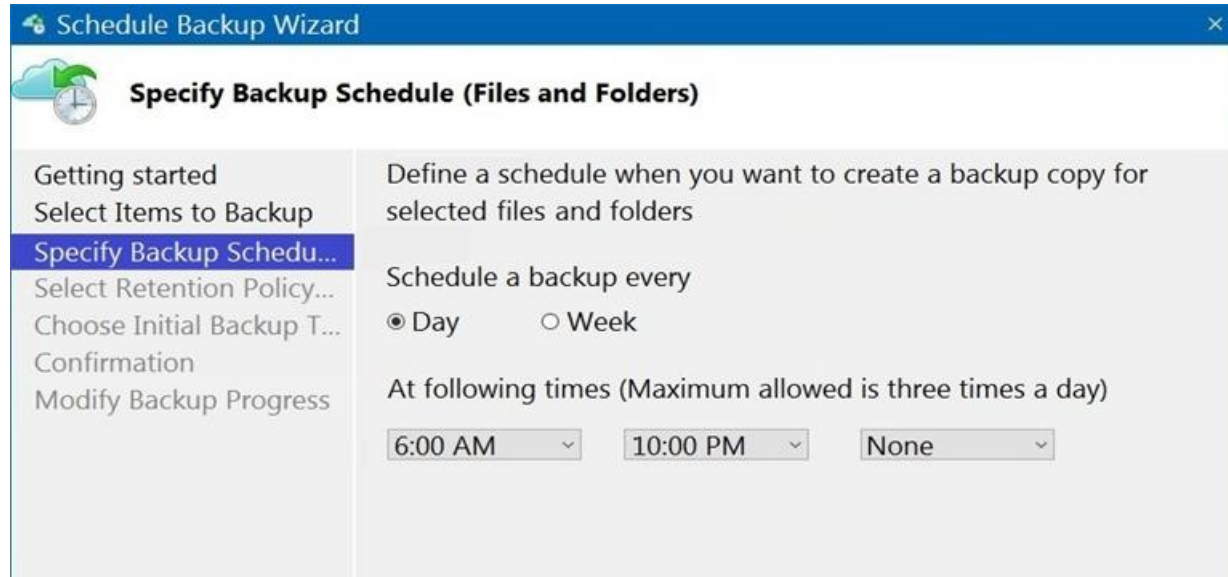 Schedule Backup Wizard
Specify Backup Schedule (Files and Folders)
Getting started
Select Items to Backup
Specify Backup Schedu...
Select Retention Policy...
Choose Initial Backup T...
Confirmation
Modify Backup Progress
Define a schedule when you want to create a backup copy for
selected files and folders
Schedule a backup every
Day Week
At following times (Maximum allowed is three times a day)
6:00 AM 10:00 PM None